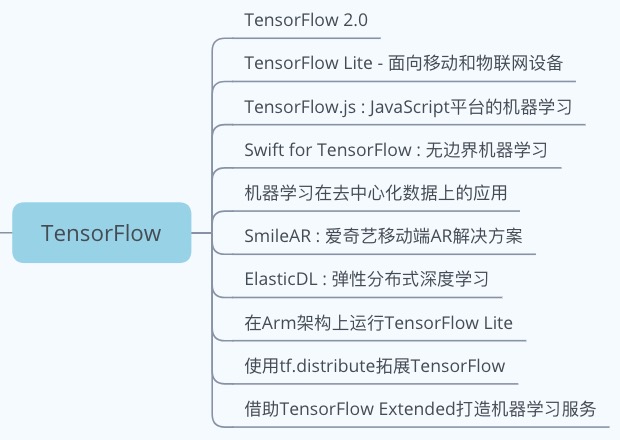 TensorFlow
TensorFlow 2.0
TensorFlow Lite - 面向移动和物联网设备
TensorFlow.js : JavaScript平台的机器学习
Swift for TensorFlow : 无边界机器学习
机器学习在去中心化数据上的应用
SmileAR : 爱奇艺移动端AR解决方案
ElasticDL : 弹性分布式深度学习
在Arm架构上运行TensorFlow Lite
使用tf.distribute拓展TensorFlow
借助TensorFlow Extended打造机器学习服务